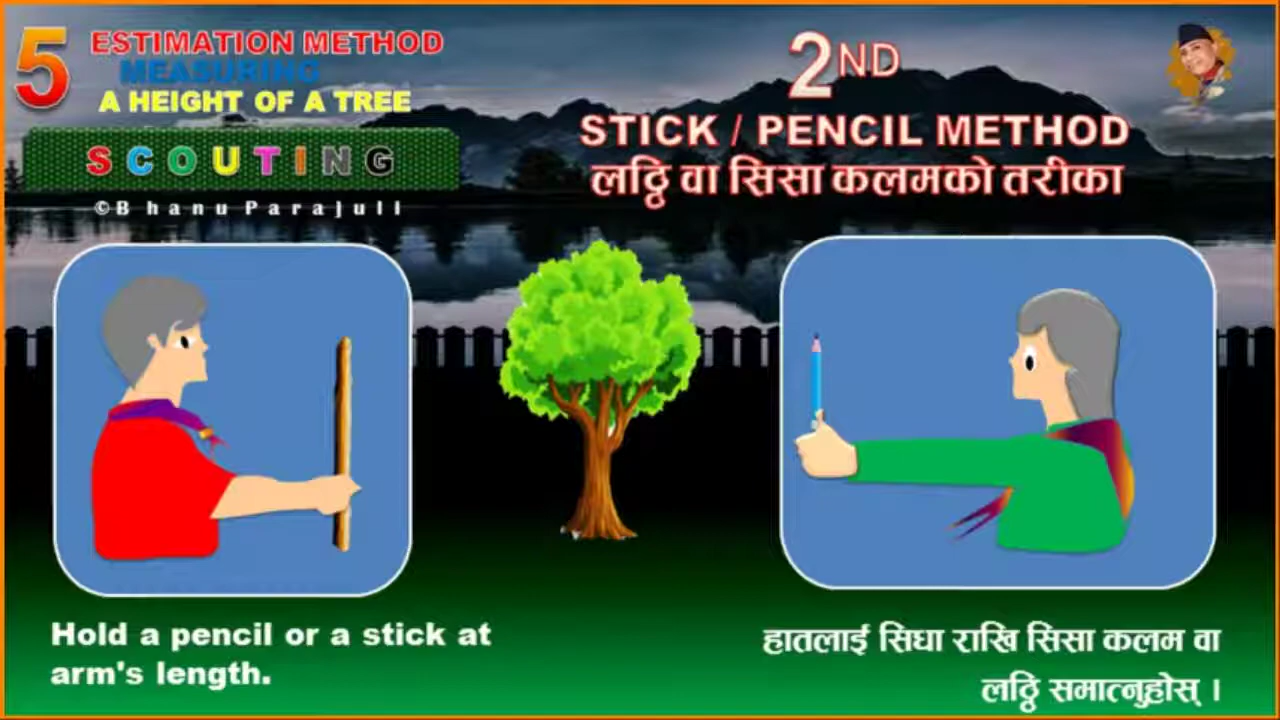 5
ESTIMATION METHOD
MEASURING
A HEIGHT OF A TREE
SCOUTING
©Bhanu Parajuli
2ND
STICK / PENCIL METHOD
लठ्ठि वा सिसा कलमको तरीका
Hold a pencil or a stick at
arm's length.
हातलाई सिधा राखि सिसा कलम वा
लठ्ठि समात्नुहोस् ।